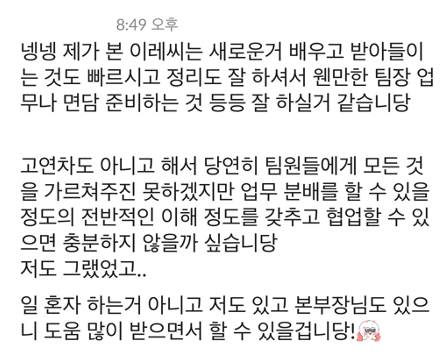 8:49 오후
넹넹 제가 본 이레씨는 새로운거 배우고 받아들이
는 것도 빠르시고 정리도 잘 하셔서 웬만한 팀장 업
무나 면담 준비하는 것 등등 잘 하실거 같습니당
고연차도 아니고 해서 당연히 팀원들에게 모든 것
을 가르쳐주진 못하겠지만 업무 분배를 할 수 있을
정도의 전반적인 이해 정도를 갖추고 협업할 수 있
으면 충분하지 않을까 싶습니당
저도 그랬었고..
일 혼자 하는거 아니고 저도 있고 본부장님도 있으
니 도움 많이 받으면서 할 수 있을겁니당!